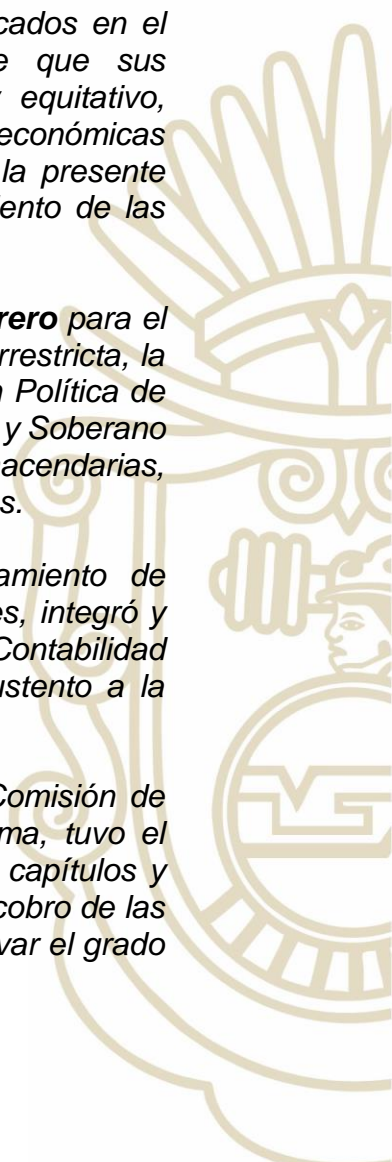 cados en el
e que sus
equitativo,
económicas
la presente
iento de las
rero para el
rrestricta, la
Política de
y Soberano
acendarias,
s.
amiento de
s, integró y
Contabilidad
ustento a la
Comisión de
ma, tuvo el
capítulos y
cobro de las
var el grado